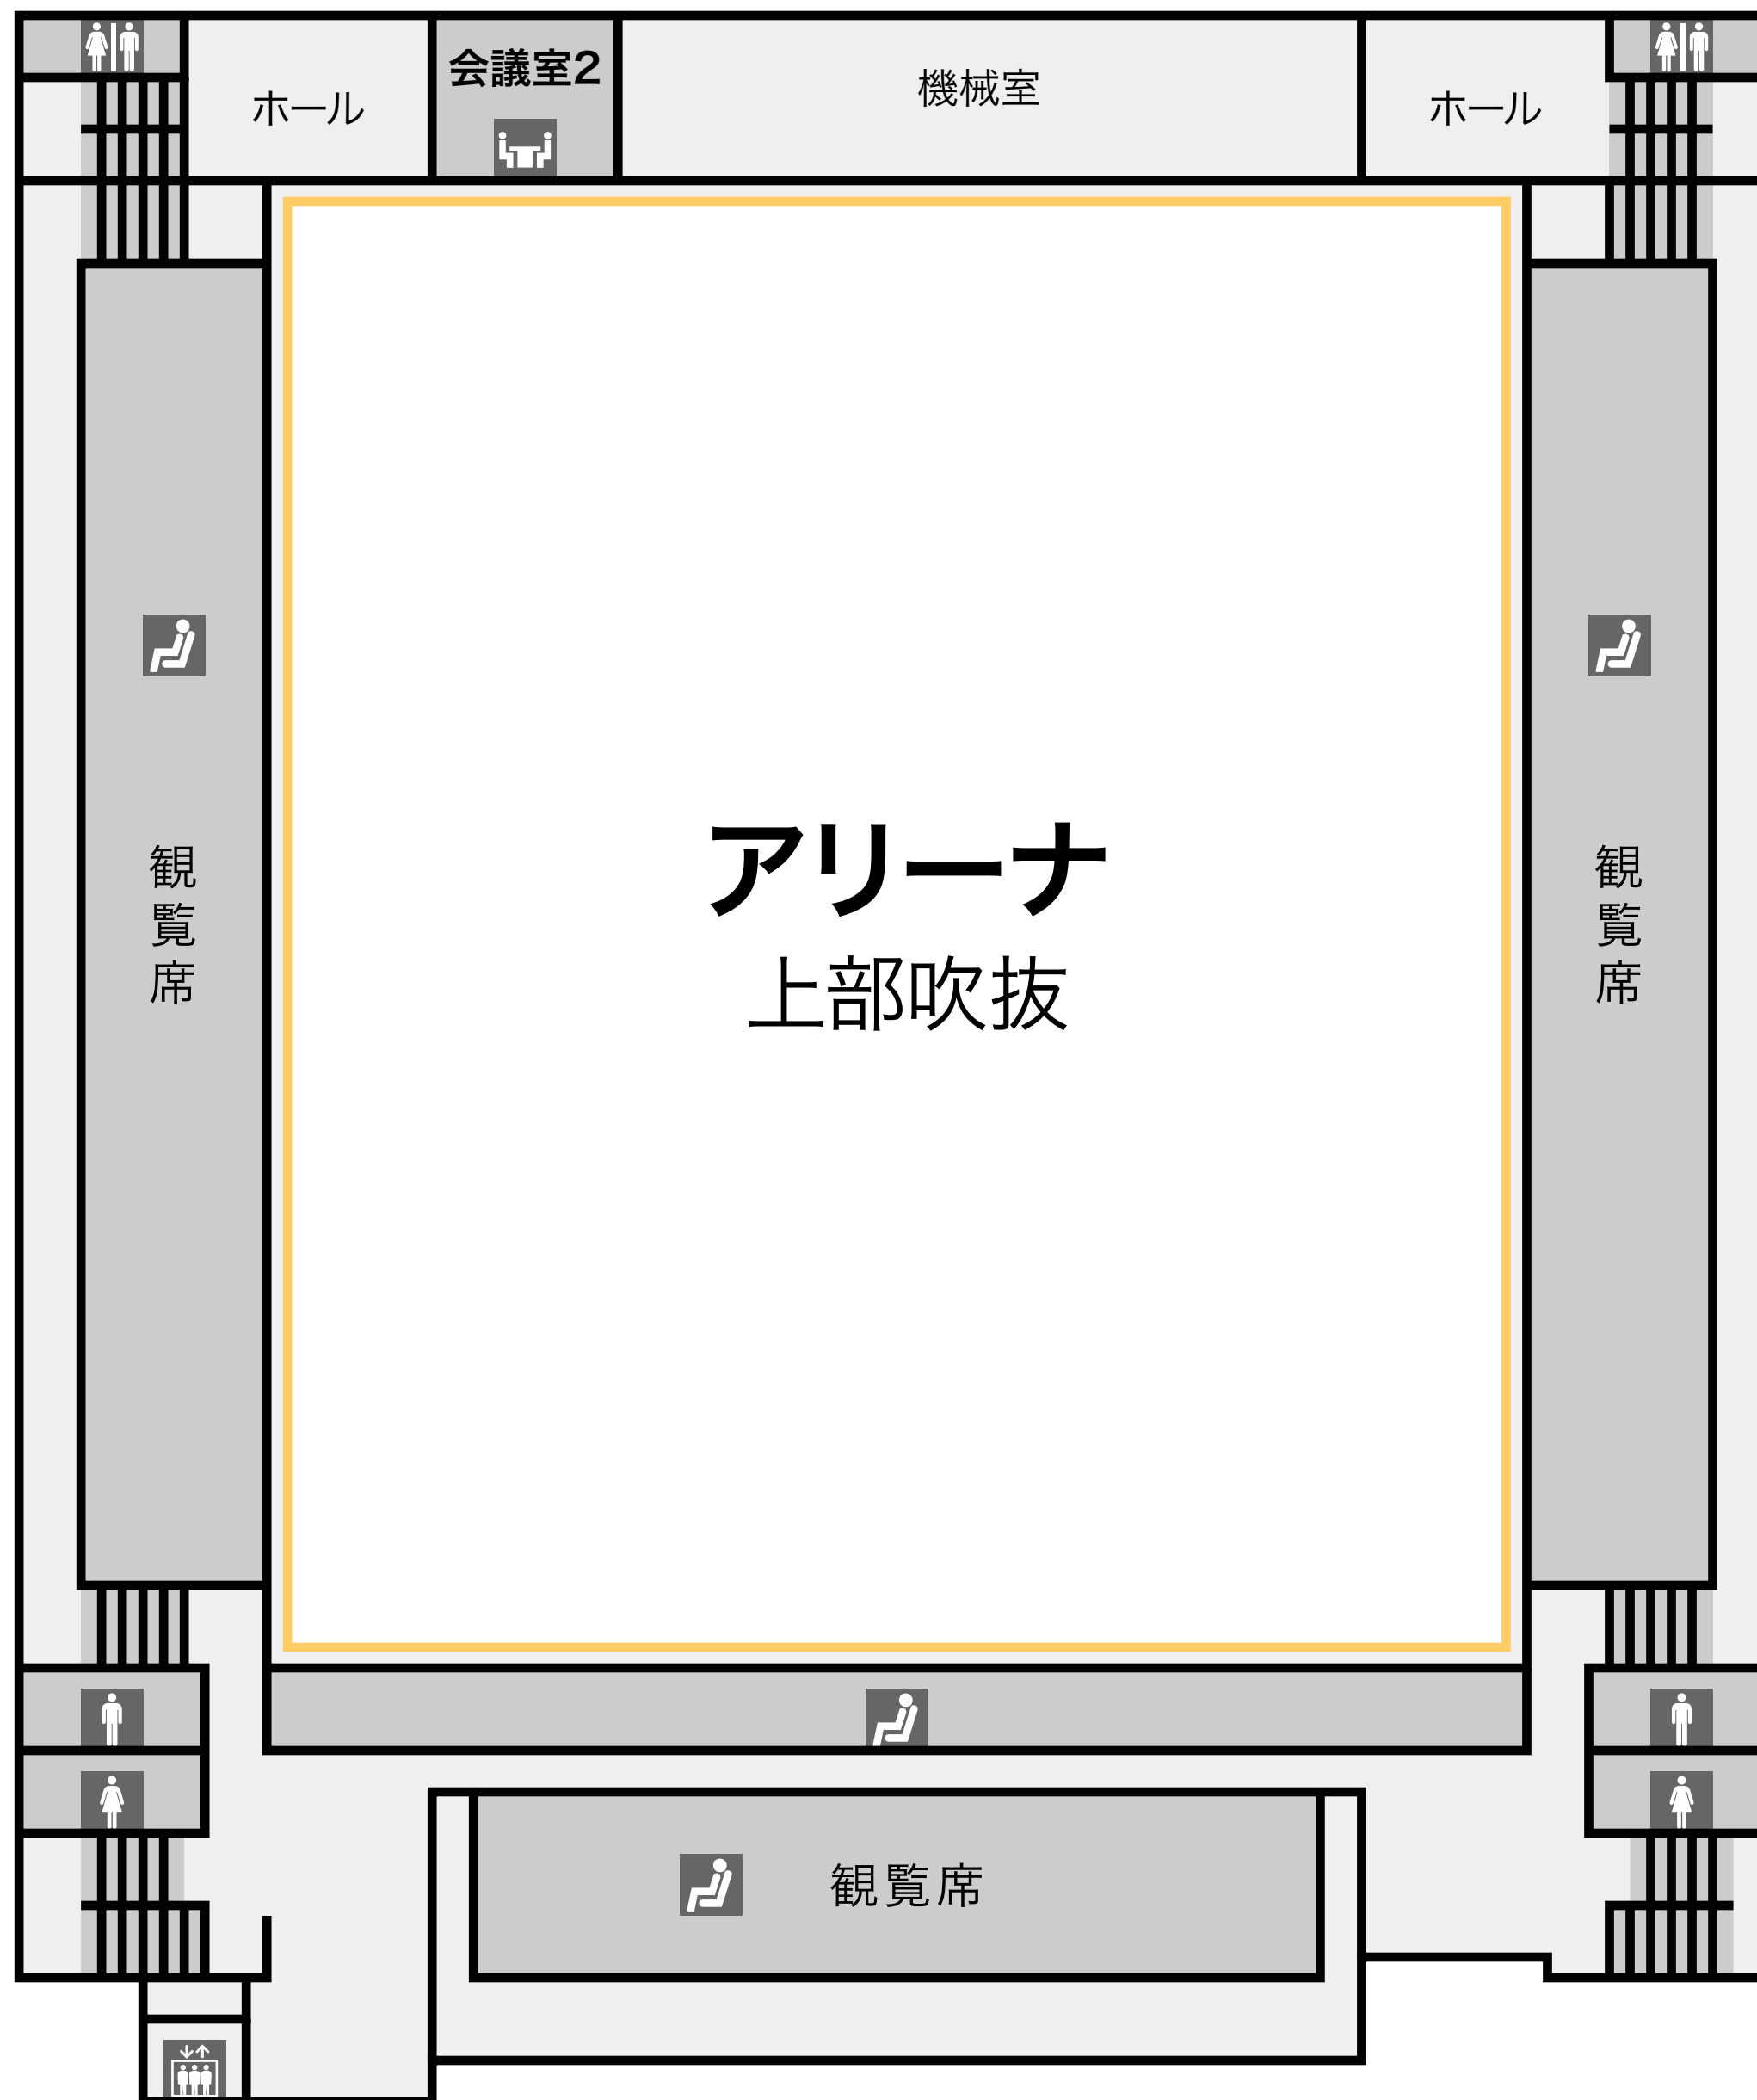 ホール
会議室2
機械室
ホール
観覧席
アリーナ
上部吹抜
観覧席
観覧席